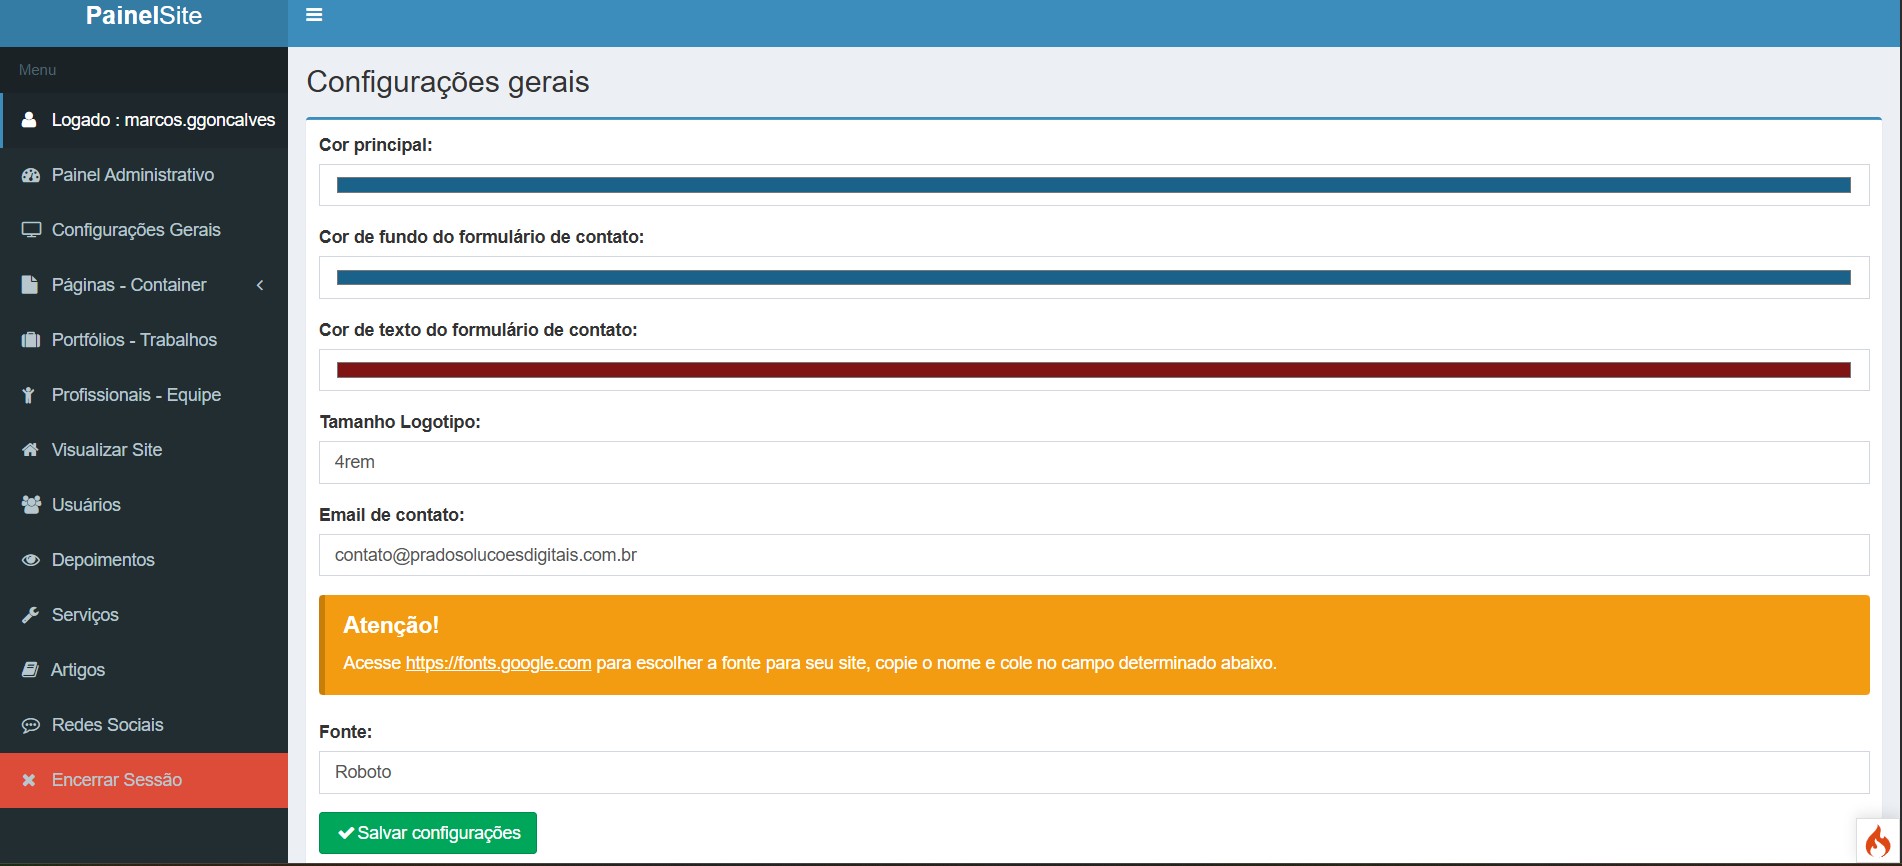 PainelSite
Menu
Logado : marcos.ggoncalves
Painel Administrativo
Configurações Gerais
Páginas - Container
Portfólios - Trabalhos
Profissionais - Equipe
Visualizar Site
Usuários
Depoimentos
Serviços
Artigos
Redes Sociais
Encerrar Sessão
Configurações gerais
Cor principal:
Cor de fundo do formulário de contato:
Cor de texto do formulário de contato:
Tamanho Logotipo:
4rem
Email de contato:
contato@pradosolucoesdigitais.com.br
Atenção!
Acesse https://fonts.google.com para escolher a fonte para seu site, copie o nome e cole no campo determinado abaixo.
Fonte:
Roboto
Salvar configurações